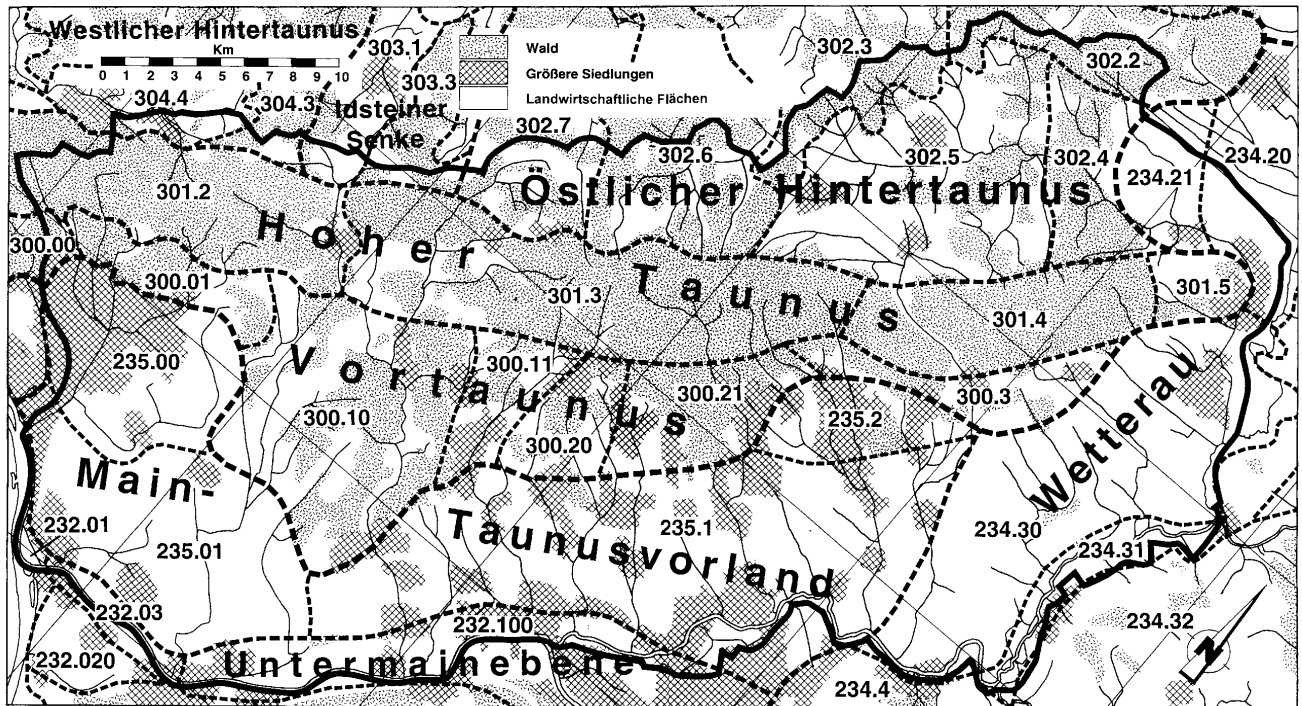 Westlicher Hintertaunus
Km
0 1 2 3 4 5 6 7 8 9 10
Wald
Größere Siedlungen
Landwirtschaftliche Flächen
303.1
303.3
302.3
302.2
304.4
304.3
Idsteiner
Senke
302.7
302.6
302.5
302.4
234.20
234.21
Östlicher Hintertaunus
301.2
300.00
300.01
Hoher Taunus
301.3
301.4
301.5
235.00
Vortaunus
300.11
300.10
300.20
300.21
235.2
300.3
Wetterau
Main-
Taunusvorland
232.01
235.01
235.1
234.30
234.31
234.32
232.03
232.020
232.100
Untermainebene
234.4
N